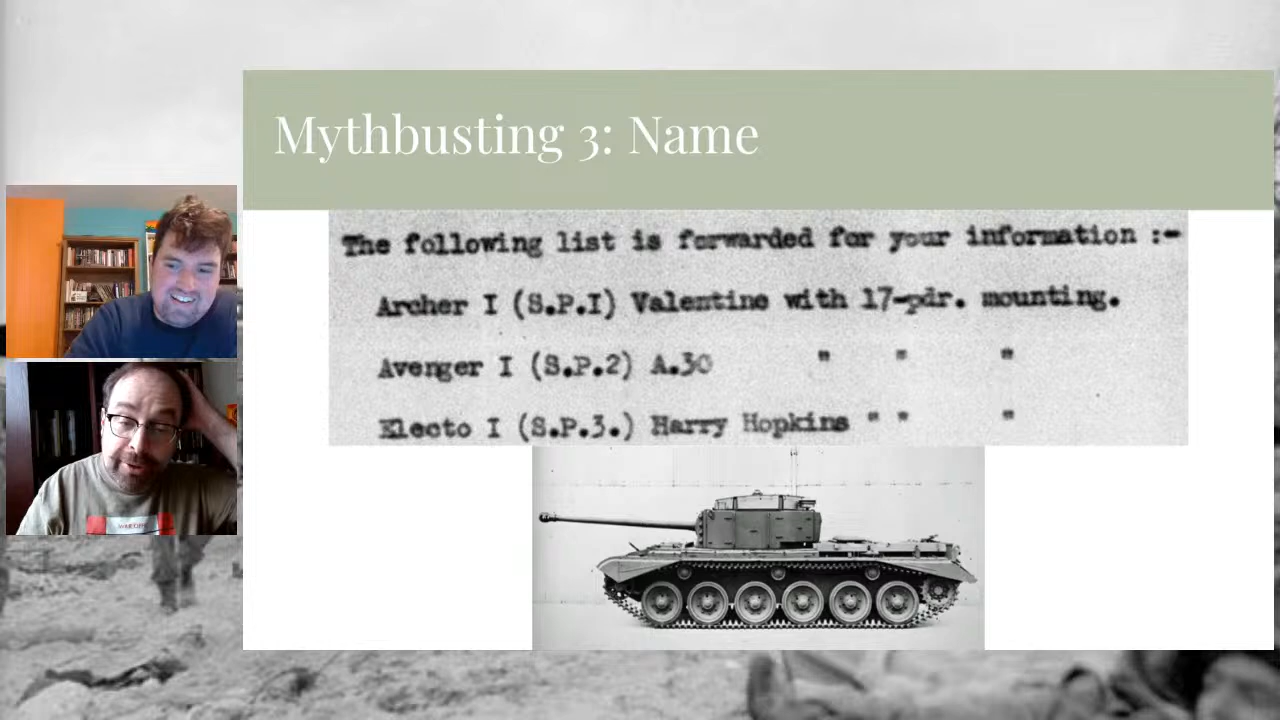 Mythbusting 3: Name
The following list is forwarded for your information :-
Archer I (S.P.I) Valentine with 17-pdr. mounting.
Avenger I (S.P.2) A.30 " " "
Electo I (S.P.3.) Harry Hopkins " " "